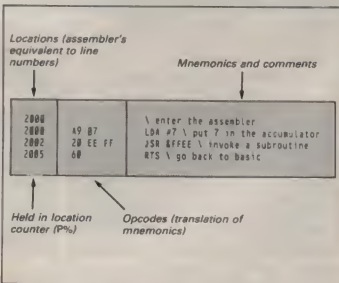 Locations (assembler's
equivalent to line
numbers)
Mnemonics and comments
2000 \ enter the assembler
2000 A9 07 LDA #7 \ put 7 in the accumulator
2002 20 EE FF JSR &FFEE \ invoke a subroutine
2005 60 RTS \ go back to basic
Held in location
counter (P%)
Opcodes (translation of
mnemonics)